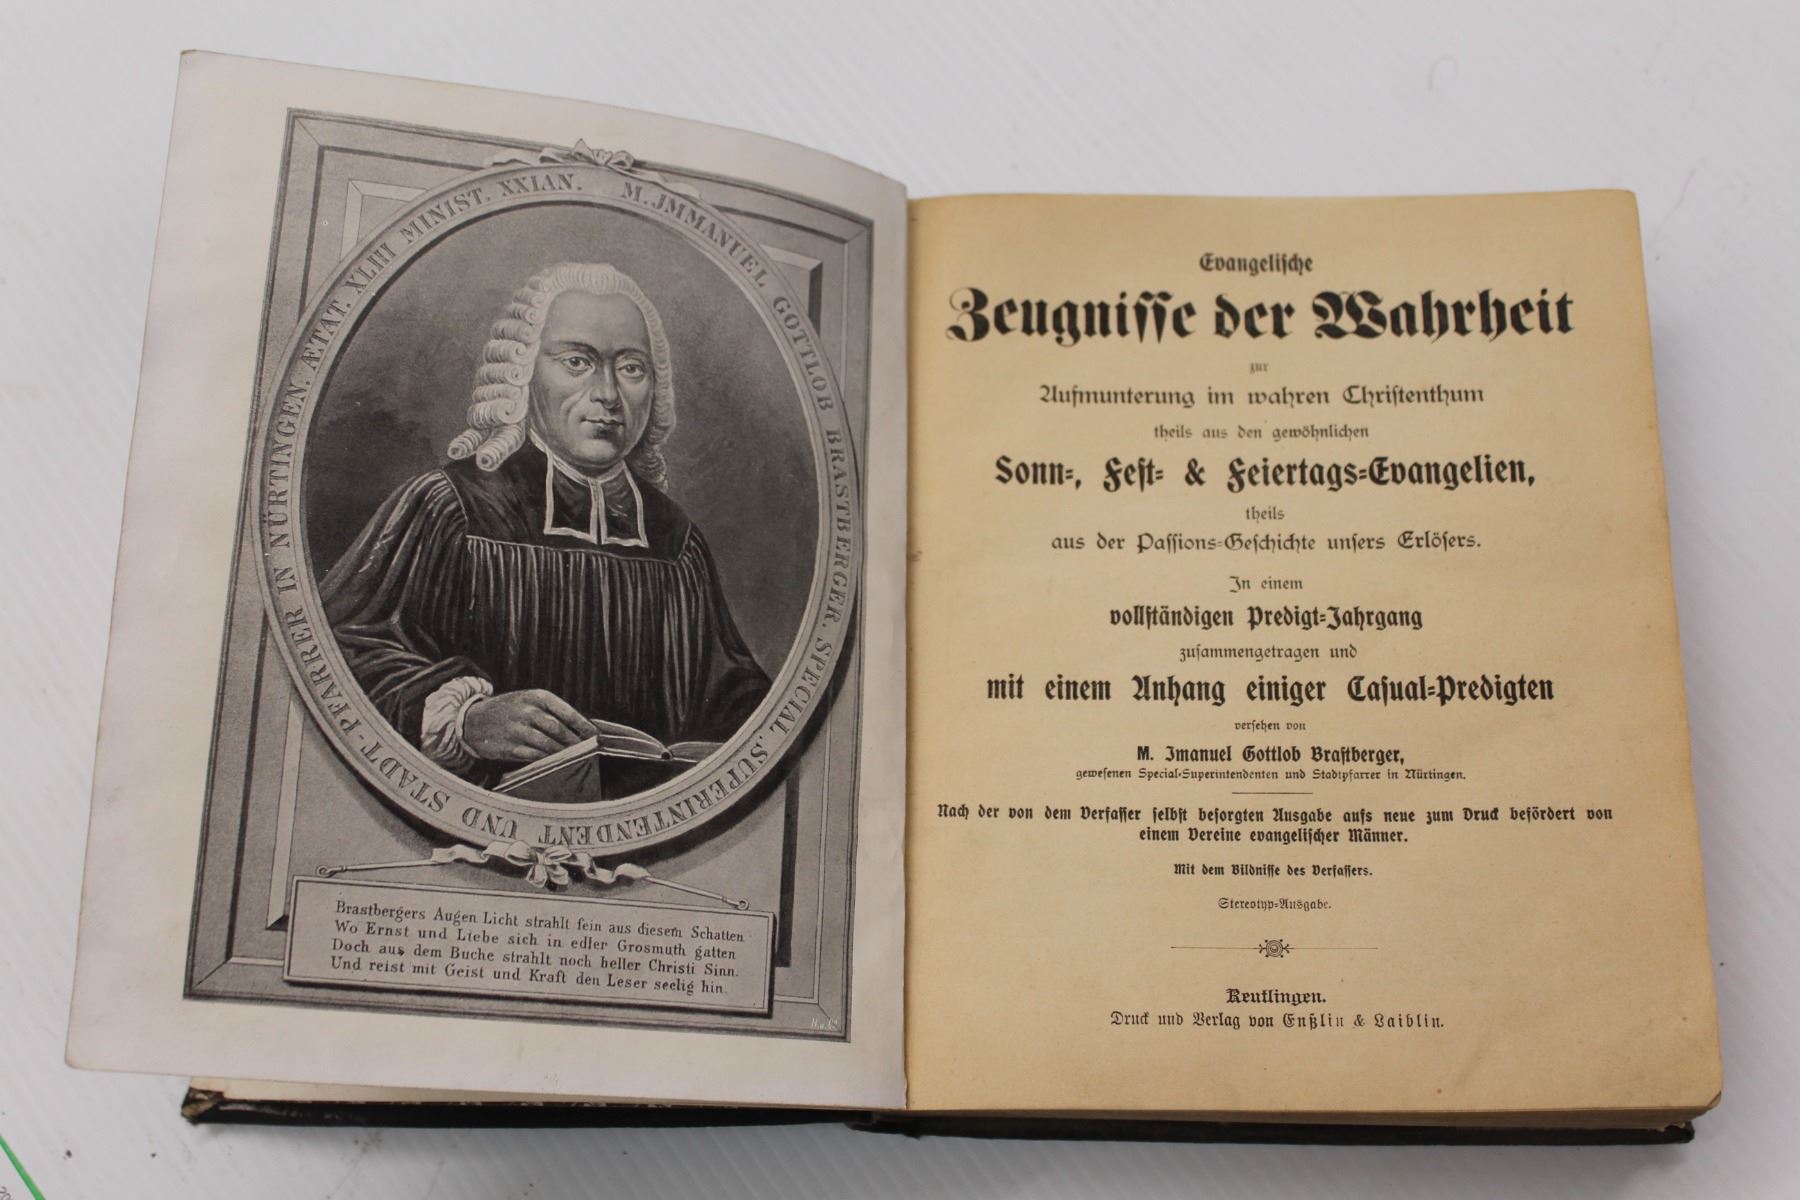 M. JMMANUEL GOTTLOB BRASTBERGER. SPECIAL. SUPERINTENDENT UND STADT-PFARRER IN NÜRTINGEN. ÆTAT. XLIII MINIST. XXIAN.
Brastbergers Augen Licht strahlt fein aus diesem Schatten
Wo Ernst und Liebe sich in edler Grosmuth gatten
Doch aus dem Buche strahlt noch heller Christi Sinn.
Und reist mit Geist und Kraft den Leser seelig hin.
Evangeliſche
Zeugniſſe der Wahrheit
zur
Aufmunterung im wahren Chriſtenthum
theils aus den gewöhnlichen
Sonn-, Feſt- & Feiertags-Evangelien,
theils
aus der Paſſions-Geſchichte unſers Erlöſers.
In einem
vollſtändigen Predigt-Jahrgang
zuſammengetragen und
mit einem Anhang einiger Caſual-Predigten
verſehen von
M. Imanuel Gottlob Braſtberger,
geweſenen Special-Superintendenten und Stadtpfarrer in Nürtingen.
Nach der von dem Verfaſſer ſelbſt beſorgten Ausgabe aufs neue zum Druck befördert von
einem Vereine evangeliſcher Männer.
Mit dem Bildniſſe des Verfaſſers.
Stereotyp-Ausgabe.
Reutlingen.
Druck und Verlag von Enßlin & Laiblin.